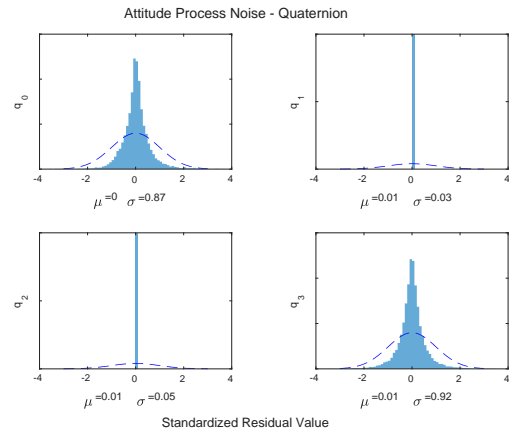 Attitude Process Noise - Quaternion
q0
-4 -2 0 2 4
μ=0 σ=0.87
q1
-4 -2 0 2 4
μ=0.01 σ=0.03
q2
-4 -2 0 2 4
μ=0.01 σ=0.05
q3
-4 -2 0 2 4
μ=0.01 σ=0.92
Standardized Residual Value